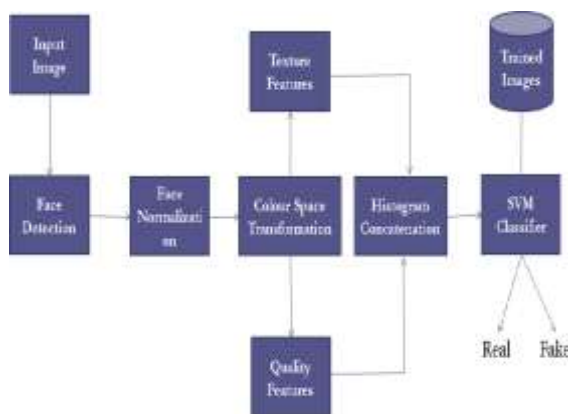 Input
Image
Texture
Features
Trained
Images
Face
Detection
Face
Normalizati
on
Colour Space
Transformation
Histogram
Concatenation
SVM
Classifier
Real
Fake
Quality
Features